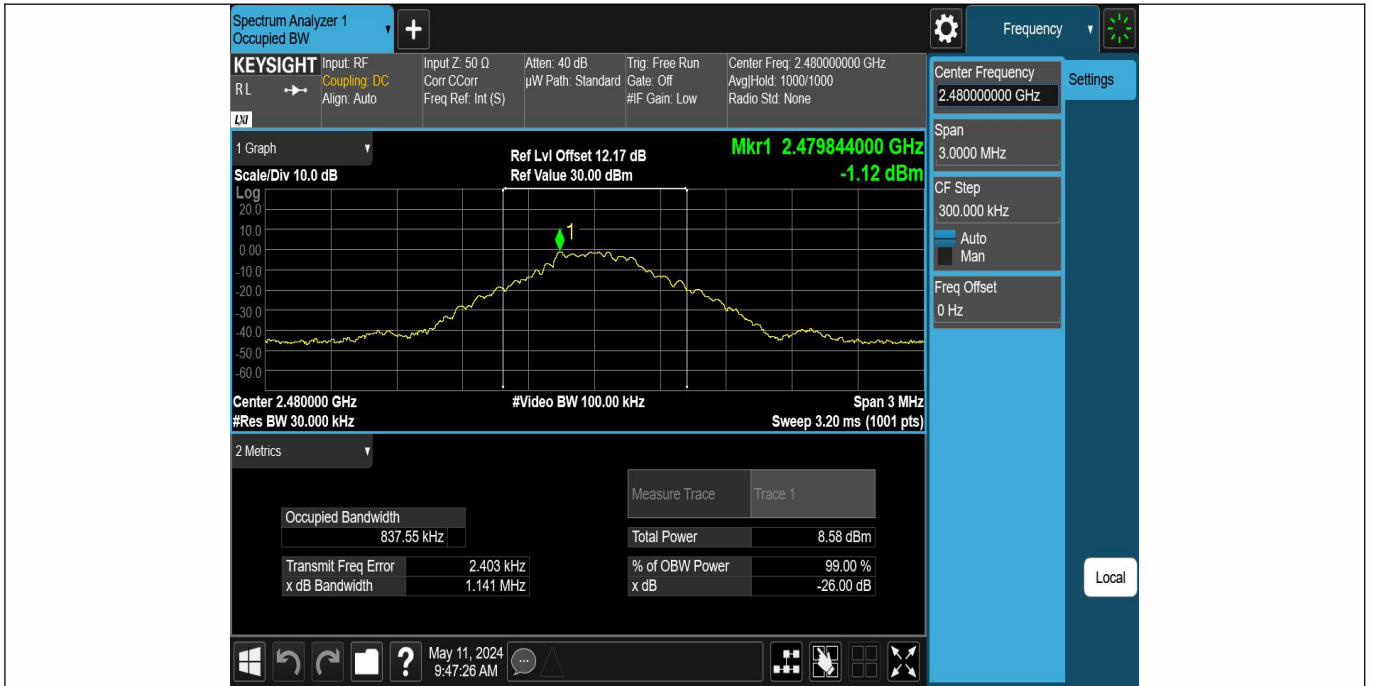 Spectrum Analyzer 1
Occupied BW
+
Frequency
KEYSIGHT
RL
LXI
Input: RF
Coupling: DC
Align: Auto
Input Z: 50 Ω
Corr CCorr
Freq Ref: Int (S)
Atten: 40 dB
µW Path: Standard
Trig: Free Run
Gate: Off
#IF Gain: Low
Center Freq: 2.480000000 GHz
Avg|Hold: 1000/1000
Radio Std: None
Center Frequency
2.480000000 GHz
Settings
Span
3.0000 MHz
CF Step
300.000 kHz
Auto
Man
Freq Offset
0 Hz
1 Graph
Scale/Div 10.0 dB
Ref Lvl Offset 12.17 dB
Ref Value 30.00 dBm
Mkr1 2.479844000 GHz
-1.12 dBm
Log
20.0
10.0
0.00
-10.0
-20.0
-30.0
-40.0
-50.0
-60.0
1
Center 2.480000 GHz
#Res BW 30.000 kHz
#Video BW 100.00 kHz
Span 3 MHz
Sweep 3.20 ms (1001 pts)
2 Metrics
Measure Trace Trace 1
Occupied Bandwidth
837.55 kHz
Total Power 8.58 dBm
Transmit Freq Error 2.403 kHz
% of OBW Power 99.00 %
x dB Bandwidth 1.141 MHz
x dB -26.00 dB
Local
?
May 11, 2024
9:47:26 AM